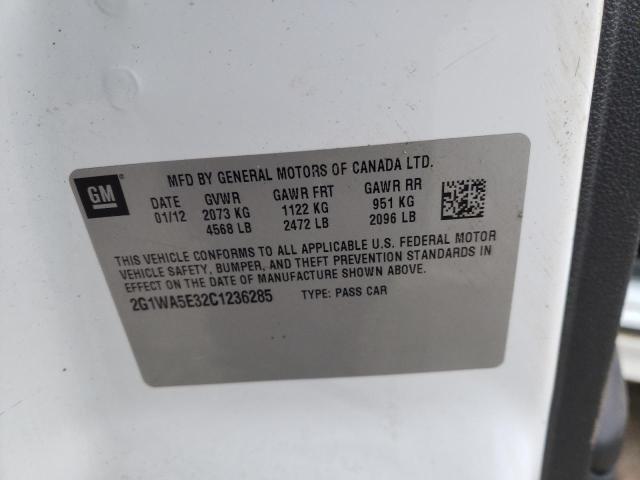 MFD BY GENERAL MOTORS OF CANADA LTD.
GM DATE GVWR GAWR FRT GAWR RR
01/12 2073 KG 1122 KG 951 KG
4568 LB 2472 LB 2096 LB
THIS VEHICLE CONFORMS TO ALL APPLICABLE U.S. FEDERAL MOTOR
VEHICLE SAFETY, BUMPER, AND THEFT PREVENTION STANDARDS IN
EFFECT ON THE DATE OF MANUFACTURE SHOWN ABOVE.
2G1WA5E32C1236285 TYPE: PASS CAR